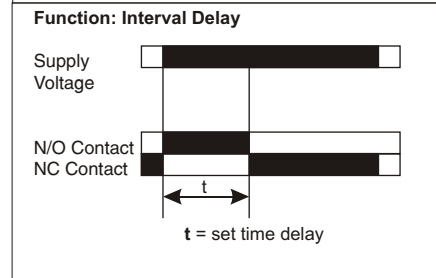 Function: Interval Delay
Supply
Voltage
N/O Contact
NC Contact
t
t = set time delay